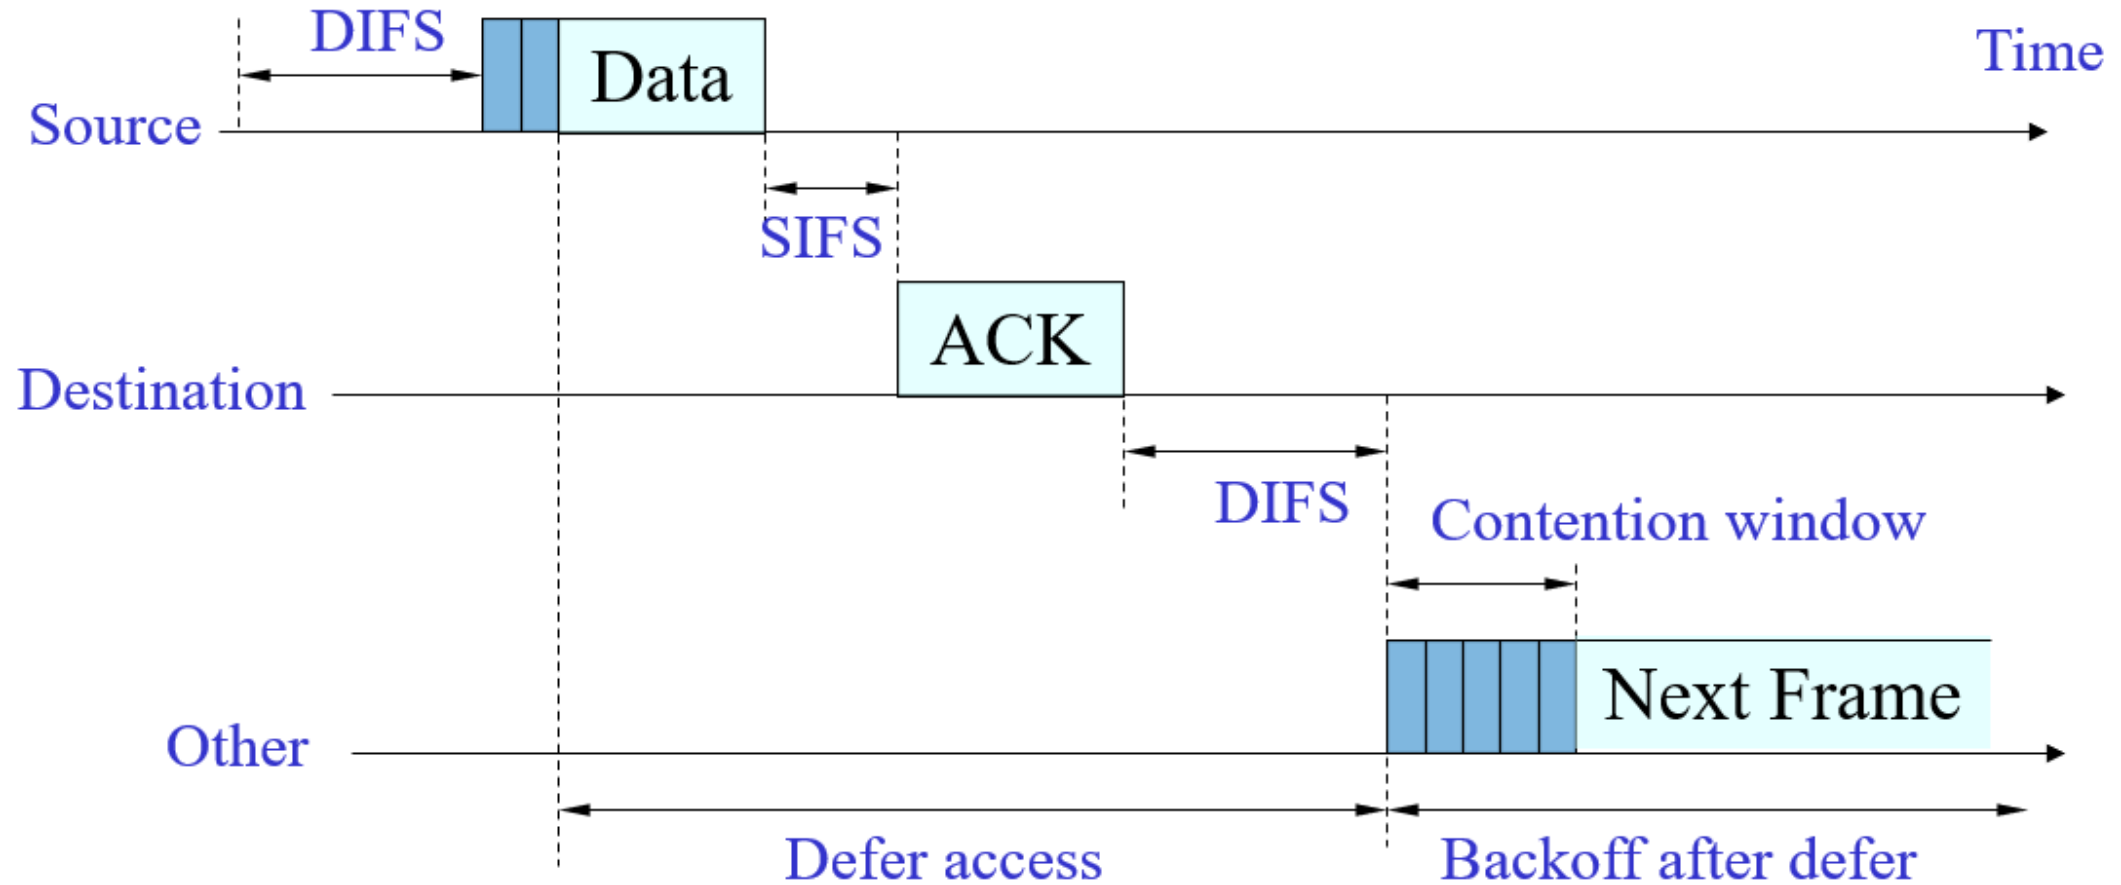 DIFS
Data
Time
Source
SIFS
ACK
Destination
DIFS
Contention window
Next Frame
Other
Defer access
Backoff after defer